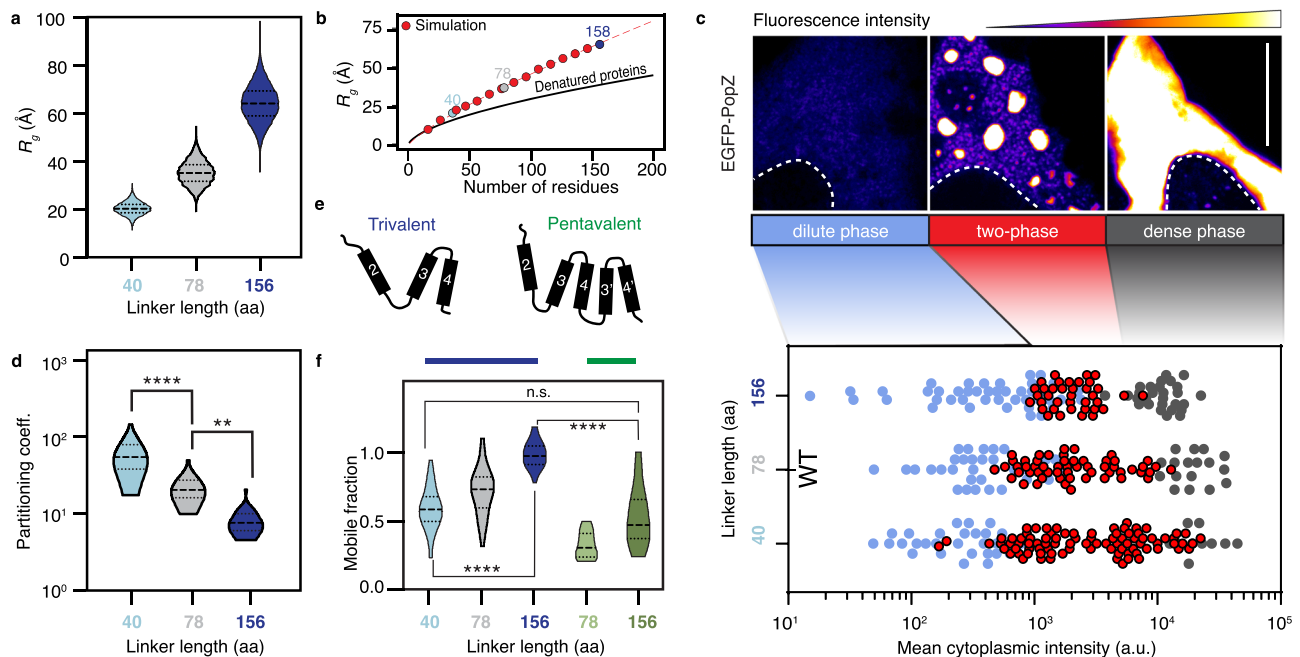 a
100
80
60
40
20
0
Rg (Å)
40
78
156
Linker length (aa)
b
Simulation
75
50
25
0
Rg (Å)
40
78
158
Denatured proteins
0
50
100
150
200
Number of residues
c
Fluorescence intensity
EGFP-PopZ
dilute phase
two-phase
dense phase
156
78
40
WT
Linker length (aa)
10¹
10²
10³
10⁴
10⁵
Mean cytoplasmic intensity (a.u.)
d
10³
10²
10¹
10⁰
Partitioning coeff.
****
**
40
78
156
Linker length (aa)
e
Trivalent
2
3
4
Pentavalent
2
3
4
3'
4'
f
1.0
0.5
0.0
Mobile fraction
n.s.
****
****
40
78
156
78
156
Linker length (aa)